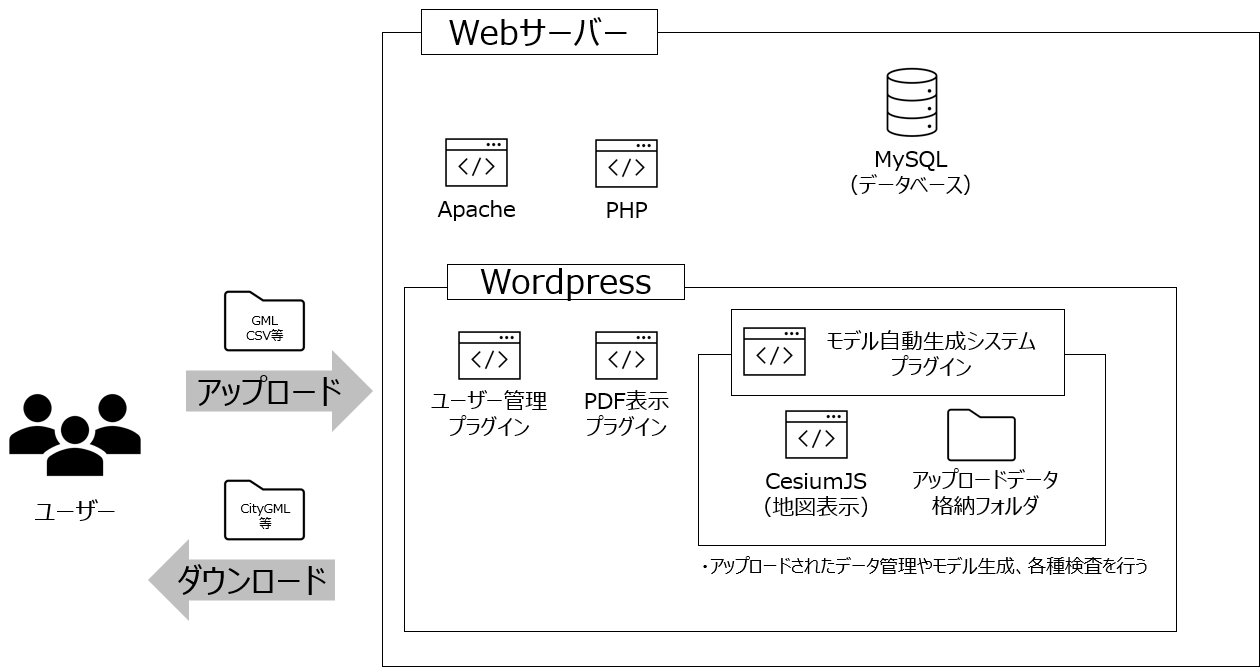 Webサーバー
MySQL
(データベース)
Apache
PHP
Wordpress
GML
CSV等
アップロード
ユーザー管理
プラグイン
PDF表示
プラグイン
モデル自動生成システム
プラグイン
CesiumJS
(地図表示)
アップロードデータ
格納フォルダ
・アップロードされたデータ管理やモデル生成、各種検査を行う
ユーザー
CityGML
等
ダウンロード